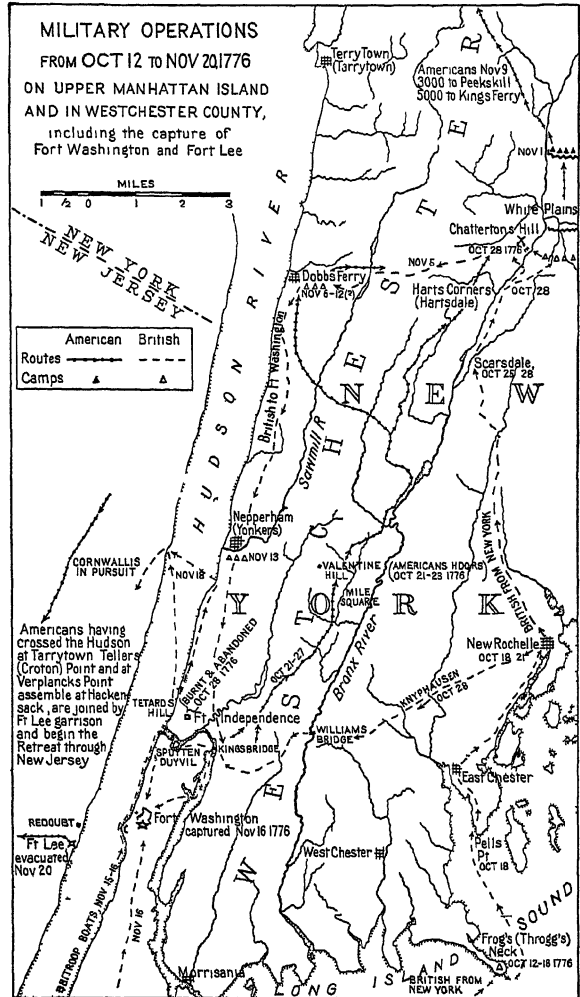 MILITARY OPERATIONS
FROM OCT 12 TO NOV 20,1776
ON UPPER MANHATTAN ISLAND
AND IN WESTCHESTER COUNTY,
including the capture of
Fort Washington and Fort Lee
MILES
1 1/2 0 1 2 3
NEW YORK
NEW JERSEY
American British
Routes
Camps
HUDSON RIVER
Terry Town
(Tarrytown)
Americans Nov 9
3000 to Peekskill
5000 to Kings Ferry
NOV 1
White Plains
Chatterton's Hill
OCT 28 1776
NOV 5
Dobbs Ferry
NOV 6-12(?)
Harts Corners
(Hartsdale)
OCT 28
Scarsdale
OCT 25 28
British to Ft Washington
Sawmill R
NEW YORK
WESTCHESTER
Nepperham
(Yonkers)
NOV 13
CORNWALLIS
IN PURSUIT
NOV 18
VALENTINE
HILL
AMERICANS HDQRS
OCT 21-23 1776
MILE
SQUARE
BRITISH FROM NEW YORK
Americans having
crossed the Hudson
at Tarrytown Tellers
(Croton) Point and at
Verplancks Point
assemble at Hacken-
sack, are joined by
Ft Lee garrison
and begin the
Retreat through
New Jersey
BURNT & ABANDONED
OCT 28 1776
OCT 21-27
Bronx River
New Rochelle
OCT 18 21
KNYPHAUSEN
OCT 28
TETARDS
HILL
Ft Independence
WILLIAMS
BRIDGE
SPUYTEN
DUYVIL
KINGSBRIDGE
East Chester
Fort Washington
captured Nov 16 1776
REDOUBT
Ft Lee
evacuated
Nov 20
West Chester
Pells
Pt
OCT 18
BRIT TROOP BOATS, NOV 15-16
NOV 16
Frog's (Throgg's)
Neck
OCT 12-18 1776
Morrisania
LONG ISLAND SOUND
BRITISH FROM
NEW YORK